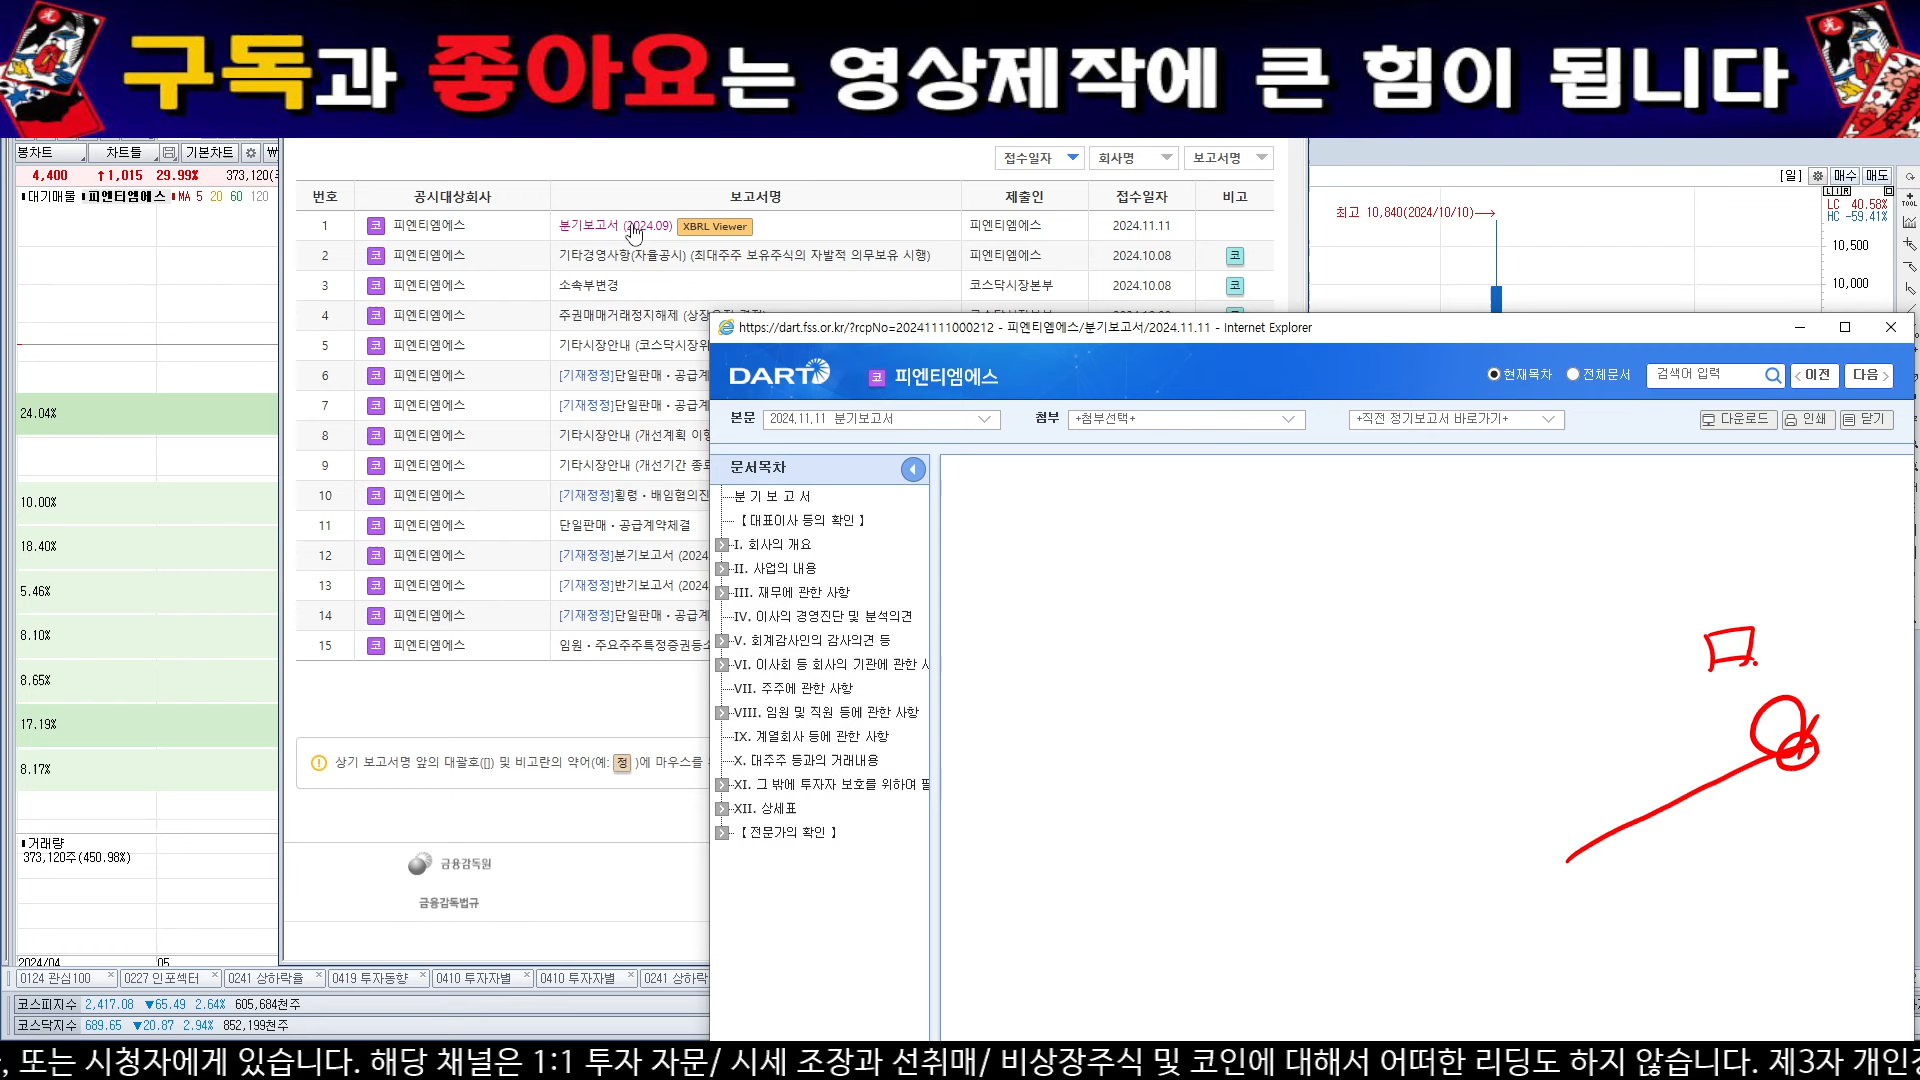 구독과 좋아요는 영상제작에 큰 힘이 됩니다
봉차트 차트틀 기본차트
4,400 ↑1,015 29.99%
대기매물 피엔티엠에스 MA 5 20 60 120
24.04%
10.00%
18.40%
5.46%
8.10%
8.65%
17.19%
8.17%
거래량
373,120주(450.98%)
2024/04 05
접수일자 회사명 보고서명
번호 공시대상회사 보고서명 제출인 접수일자 비고
1 코 피엔티엠에스 분기보고서 (2024.09) XBRL Viewer 피엔티엠에스 2024.11.11
2 코 피엔티엠에스 기타경영사항(자율공시) (최대주주 보유주식의 자발적 의무보유 시행) 피엔티엠에스 2024.10.08 코
3 코 피엔티엠에스 소속부변경 코스닥시장본부 2024.10.08 코
4 코 피엔티엠에스 주권매매거래정지해제
5 코 피엔티엠에스 기타시장안내 (코스닥시장위
6 코 피엔티엠에스 [기재정정]단일판매・공급계
7 코 피엔티엠에스 [기재정정]단일판매・공급계
8 코 피엔티엠에스 기타시장안내 (개선계획 이행
9 코 피엔티엠에스 기타시장안내 (개선기간 종료
10 코 피엔티엠에스 [기재정정]횡령・배임혐의진
11 코 피엔티엠에스 단일판매・공급계약체결
12 코 피엔티엠에스 [기재정정]분기보고서 (2024
13 코 피엔티엠에스 [기재정정]반기보고서 (2024
14 코 피엔티엠에스 [기재정정]단일판매・공급계
15 코 피엔티엠에스 임원・주요주주특정증권등소
상기 보고서명 앞의 대괄호([]) 및 비고란의 약어(예: 정 )에 마우스를
금융감독원
금융감독법규
[일] 매수 매도
최고 10,840(2024/10/10)
LC 40.58%
HC -59.41%
10,500
10,000
https://dart.fss.or.kr/?rcpNo=20241111000212 - 피엔티엠에스/분기보고서/2024.11.11 - Internet Explorer
DART 코 피엔티엠에스 현재목차 전체문서 검색어 입력 이전 다음
본문 2024.11.11 분기보고서 첨부 +첨부선택+ +직전 정기보고서 바로가기+ 다운로드 인쇄 닫기
문서목차
분 기 보 고 서
【 대표이사 등의 확인 】
I. 회사의 개요
II. 사업의 내용
III. 재무에 관한 사항
IV. 이사의 경영진단 및 분석의견
V. 회계감사인의 감사의견 등
VI. 이사회 등 회사의 기관에 관한 사
VII. 주주에 관한 사항
VIII. 임원 및 직원 등에 관한 사항
IX. 계열회사 등에 관한 사항
X. 대주주 등과의 거래내용
XI. 그 밖에 투자자 보호를 위하여 필
XII. 상세표
【 전문가의 확인 】
0124 관심100 0227 인포섹터 0241 상하락율 0419 투자동향 0410 투자자별 0410 투자자별 0241 상하락
코스피지수 2,417.08 ▼65.49 2.64% 605,684천주
코스닥지수 689.65 ▼20.87 2.94% 852,199천주
, 또는 시청자에게 있습니다. 해당 채널은 1:1 투자 자문/ 시세 조장과 선취매/ 비상장주식 및 코인에 대해서 어떠한 리딩도 하지 않습니다. 제3자 개인